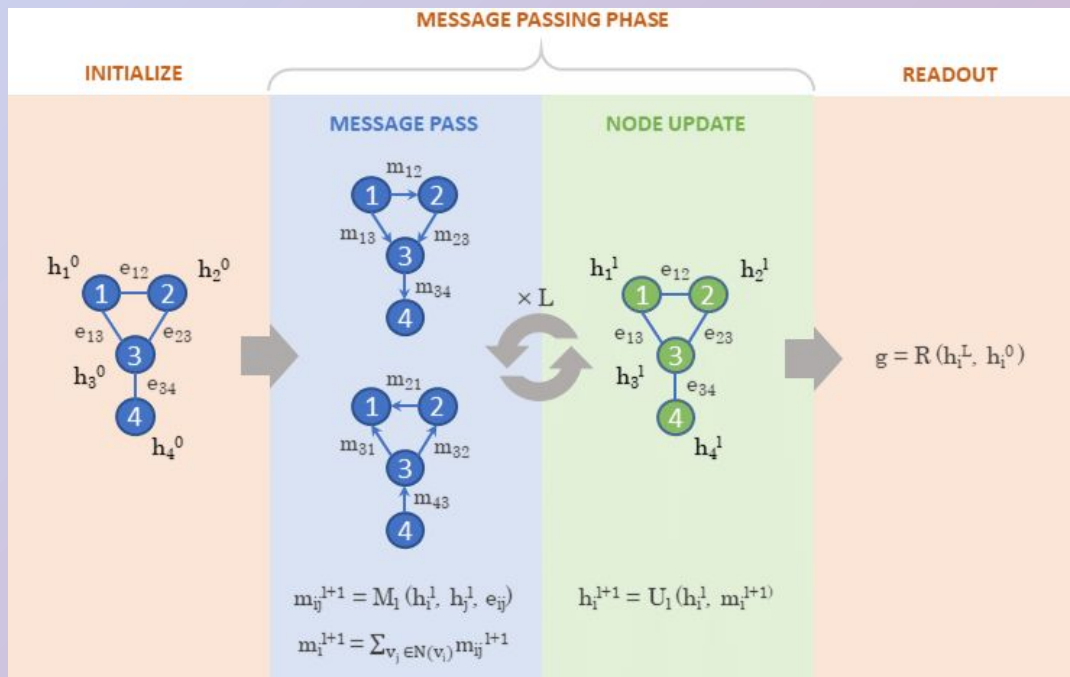 MESSAGE PASSING PHASE
INITIALIZE
READOUT
MESSAGE PASS
NODE UPDATE
h₁⁰
e₁₂
h₂⁰
1
2
e₁₃
e₂₃
3
h₃⁰
e₃₄
4
h₄⁰
m₁₂
1
2
m₁₃
m₂₃
3
m₃₄
4
m₂₁
1
2
m₃₁
m₃₂
3
m₄₃
4
mᵢⱼˡ⁺¹ = Mₗ (hᵢˡ, hⱼˡ, eᵢⱼ)
mᵢˡ⁺¹ = ∑_{vⱼ∈N(vᵢ)} mᵢⱼˡ⁺¹
× L
h₁ˡ
e₁₂
h₂ˡ
1
2
e₁₃
e₂₃
3
h₃ˡ
e₃₄
4
h₄ˡ
hᵢˡ⁺¹ = Uₗ (hᵢˡ, mᵢˡ⁺¹)
g = R (hᵢᴸ, hᵢ⁰)